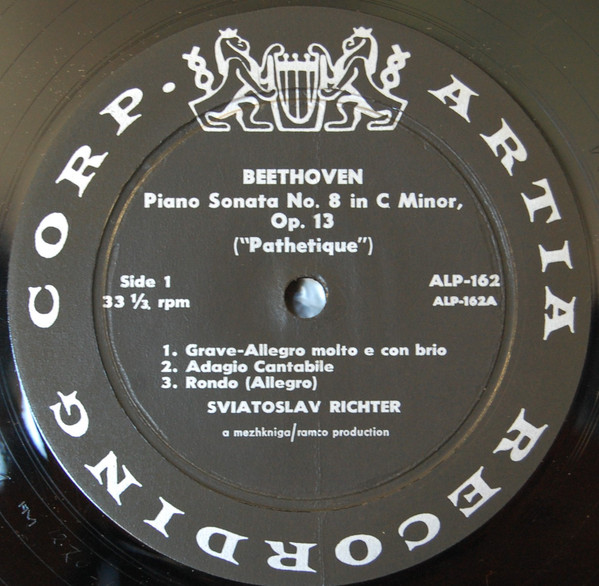 ARTIA RECORDING CORP.
BEETHOVEN
Piano Sonata No. 8 in C Minor,
Op. 13
("Pathetique")
Side 1
33 ⅓ rpm
ALP-162
ALP-162A
1. Grave-Allegro molto e con brio
2. Adagio Cantabile
3. Rondo (Allegro)
SVIATOSLAV RICHTER
a mezhkniga/ramco production